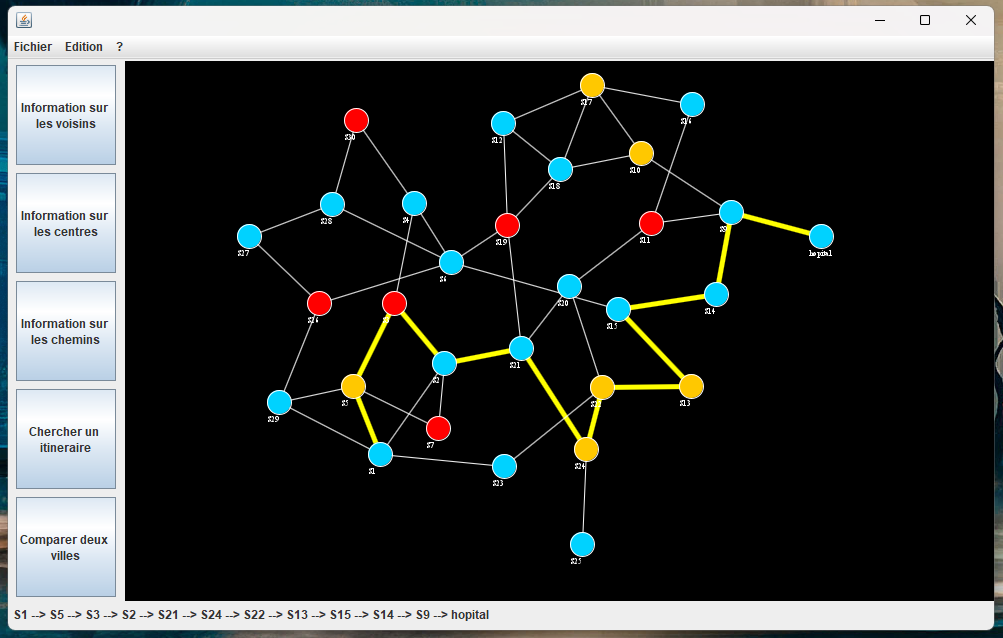 Fichier Edition ?
Information sur
les voisins
Information sur
les centres
Information sur
les chemins
Chercher un
itineraire
Comparer deux
villes
S17
S16
S30
S12
S10
S18
S28
S4
S9
S11
S19
S27
hopital
S6
S20
S14
S26
S3
S15
S21
S2
S5
S22
S13
S29
S7
S1
S24
S23
S25
S1 --> S5 --> S3 --> S2 --> S21 --> S24 --> S22 --> S13 --> S15 --> S14 --> S9 --> hopital